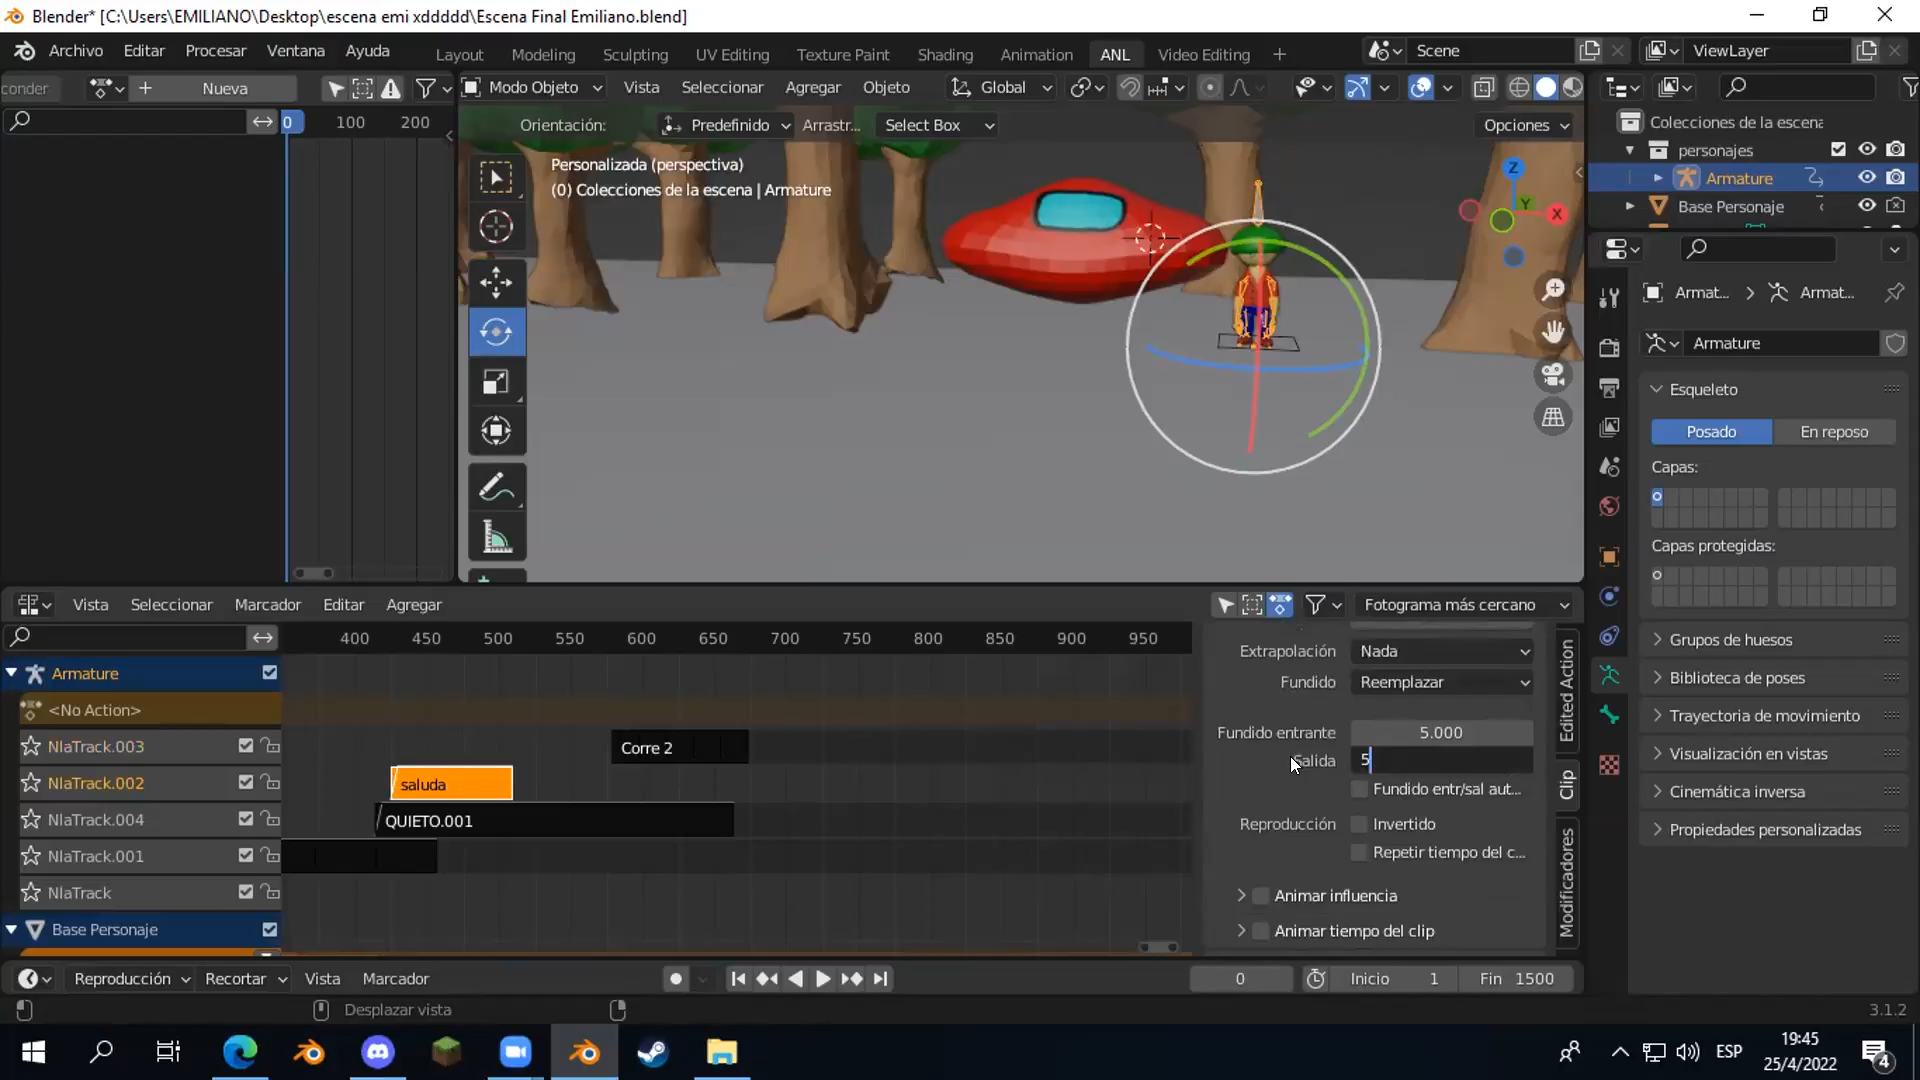 Blender* [C:\Users\EMILIANO\Desktop\escena emi xddddd\Escena Final Emiliano.blend]
Archivo Editar Procesar Ventana Ayuda
Layout Modeling Sculpting UV Editing Texture Paint Shading Animation ANL Video Editing +
Scene
ViewLayer
conder
Nueva
Modo Objeto Vista Seleccionar Agregar Objeto Global
0 100 200
Orientación: Predefinido Arrastr... Select Box Opciones
Personalizada (perspectiva)
(0) Colecciones de la escena | Armature
Z
Y
X
Colecciones de la escena
personajes
Armature
Base Personaje
Armat... Armat...
Armature
Esqueleto
Posado En reposo
Capas:
Capas protegidas:
Grupos de huesos
Biblioteca de poses
Trayectoria de movimiento
Visualización en vistas
Cinemática inversa
Propiedades personalizadas
Vista Seleccionar Marcador Editar Agregar
Fotograma más cercano
400 450 500 550 600 650 700 750 800 850 900 950
Armature
<No Action>
NlaTrack.003
Corre 2
NlaTrack.002
saluda
NlaTrack.004
QUIETO.001
NlaTrack.001
NlaTrack
Base Personaje
Extrapolación Nada
Fundido Reemplazar
Fundido entrante 5.000
Salida 5
Fundido entr/sal aut...
Reproducción Invertido
Repetir tiempo del c...
Animar influencia
Animar tiempo del clip
Edited Action
Clip
Modificadores
Reproducción Recortar Vista Marcador
0
Inicio 1
Fin 1500
Desplazar vista
3.1.2
ESP
19:45
25/4/2022
4